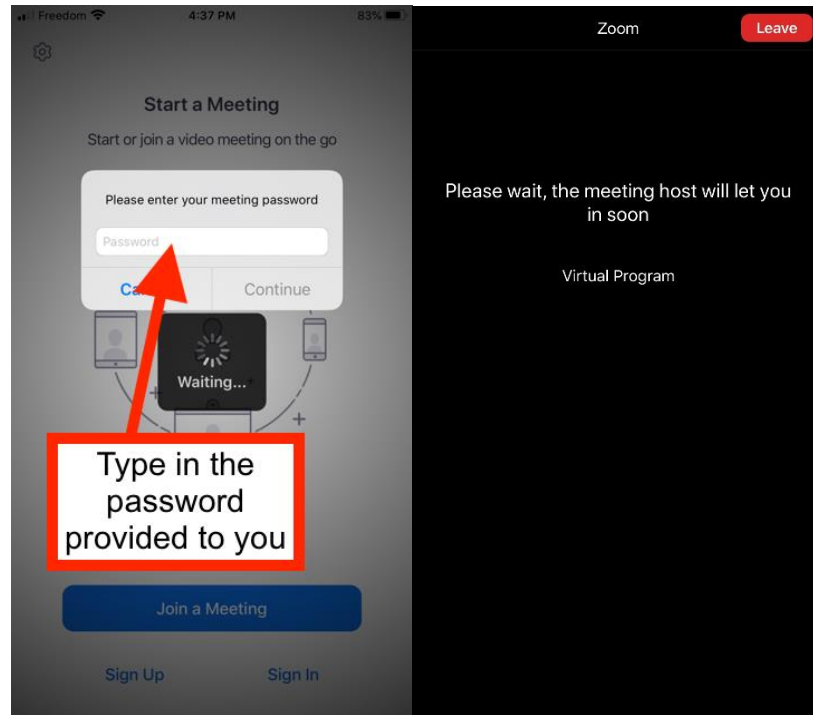 Freedom 4:37 PM 83%
Start a Meeting
Start or join a video meeting on the go
Please enter your meeting password
Password
Continue
Waiting...
Type in the
password
provided to you
Join a Meeting
Sign Up Sign In
Zoom Leave
Please wait, the meeting host will let you
in soon
Virtual Program